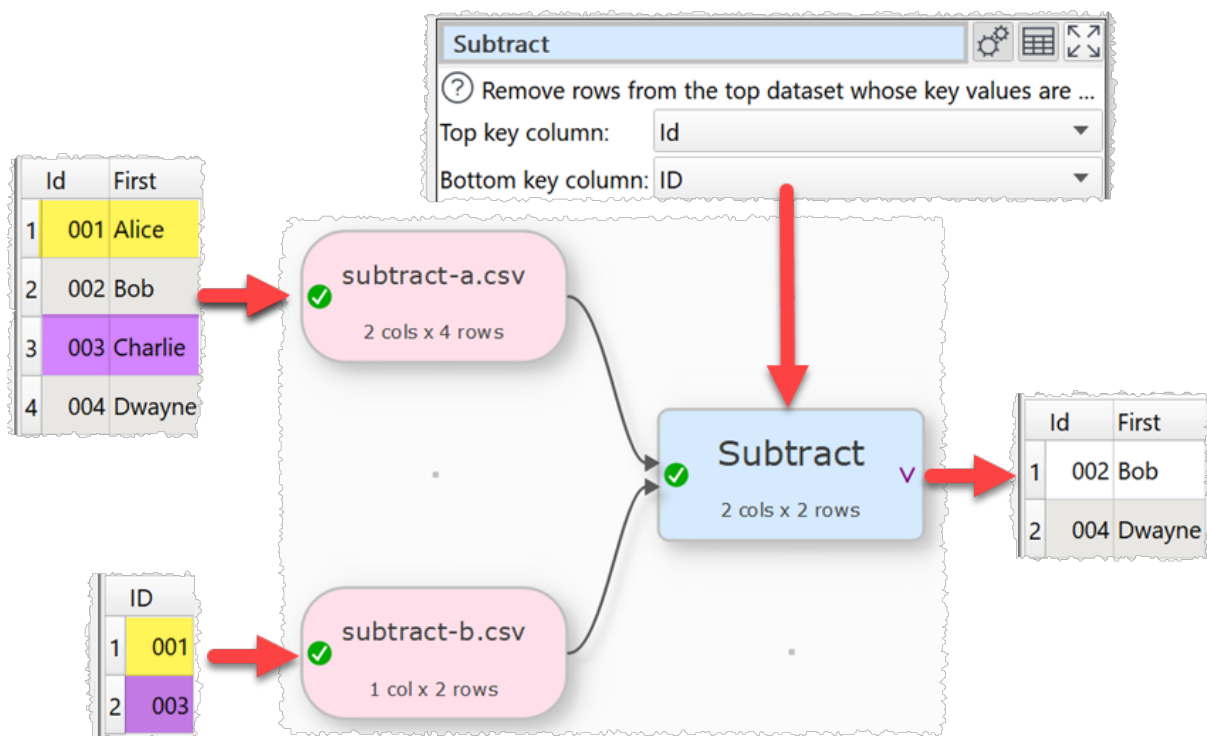 Subtract
? Remove rows from the top dataset whose key values are ...
Top key column: Id
Bottom key column: ID
Id First
1 001 Alice
2 002 Bob
3 003 Charlie
4 004 Dwayne
subtract-a.csv
2 cols x 4 rows
Subtract
2 cols x 2 rows
Id First
1 002 Bob
2 004 Dwayne
ID
1 001
2 003
subtract-b.csv
1 col x 2 rows